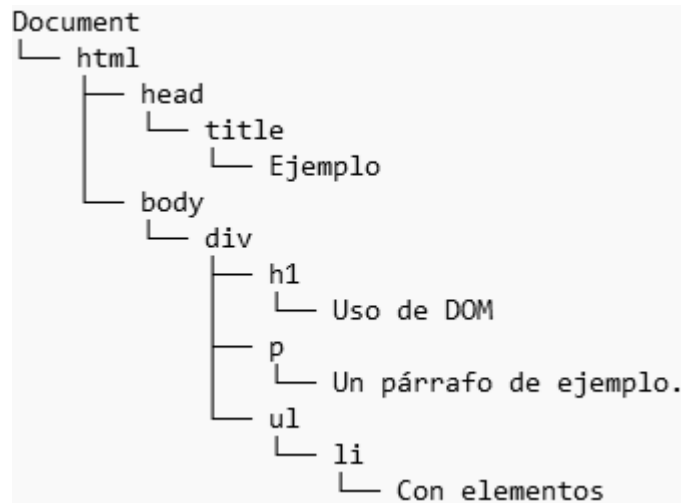 Document
└── html
    ├── head
    │   └── title
    │       └── Ejemplo
    └── body
        └── div
            ├── h1
            │   └── Uso de DOM
            ├── p
            │   └── Un párrafo de ejemplo.
            └── ul
                └── li
                    └── Con elementos